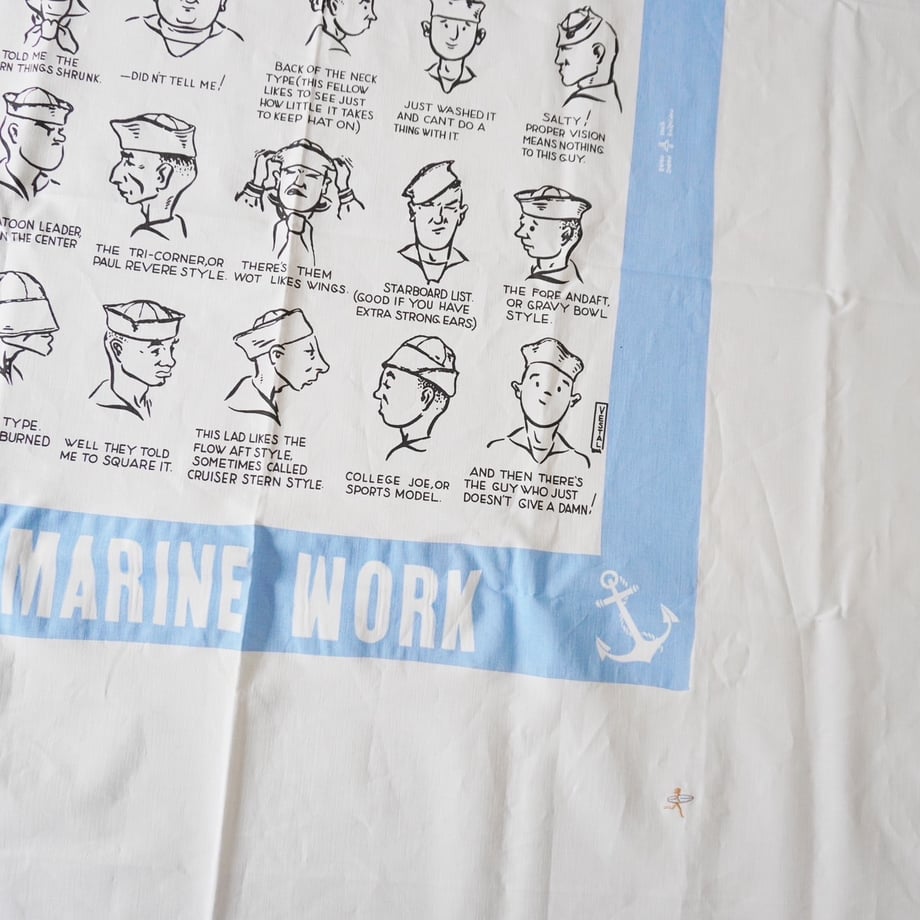 TOLD ME THE
RN THINGS SHRUNK.
—DIDN'T TELL ME!
BACK OF THE NECK
TYPE (THIS FELLOW
LIKES TO SEE JUST
HOW LITTLE IT TAKES
TO KEEP HAT ON)
JUST WASHED IT
AND CANT DO A
THING WITH IT.
SALTY!
PROPER VISION
MEANS NOTHING
TO THIS GUY.
TOON LEADER,
N THE CENTER
THE TRI-CORNER, OR
PAUL REVERE STYLE.
THERE'S THEM
WOT LIKES WINGS.
STARBOARD LIST.
(GOOD IF YOU HAVE
EXTRA STRONG EARS)
THE FORE AND AFT,
OR GRAVY BOWL
STYLE.
TYPE.
BURNED
WELL THEY TOLD
ME TO SQUARE IT.
THIS LAD LIKES THE
FLOW AFT STYLE,
SOMETIMES CALLED
CRUISER STERN STYLE.
COLLEGE JOE, OR
SPORTS MODEL.
AND THEN THERE'S
THE GUY WHO JUST
DOESN'T GIVE A DAMN!
VESTAL
MARINE WORK